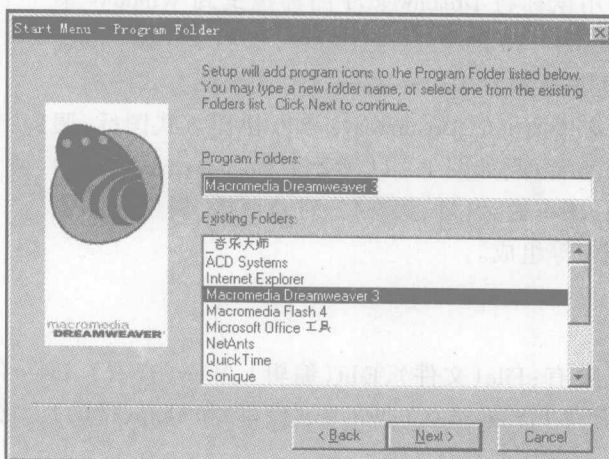 Start Menu - Program Folder
Setup will add program icons to the Program Folder listed below.
You may type a new folder name, or select one from the existing
Folders list. Click Next to continue.
Program Folders:
Macromedia Dreamweaver 3
Existing Folders:
_音乐大师
ACD Systems
Internet Explorer
Macromedia Dreamweaver 3
Macromedia Flash 4
Microsoft Office 工具
NetAnts
QuickTime
Sonique
macromedia
DREAMWEAVER
< Back
Next >
Cancel